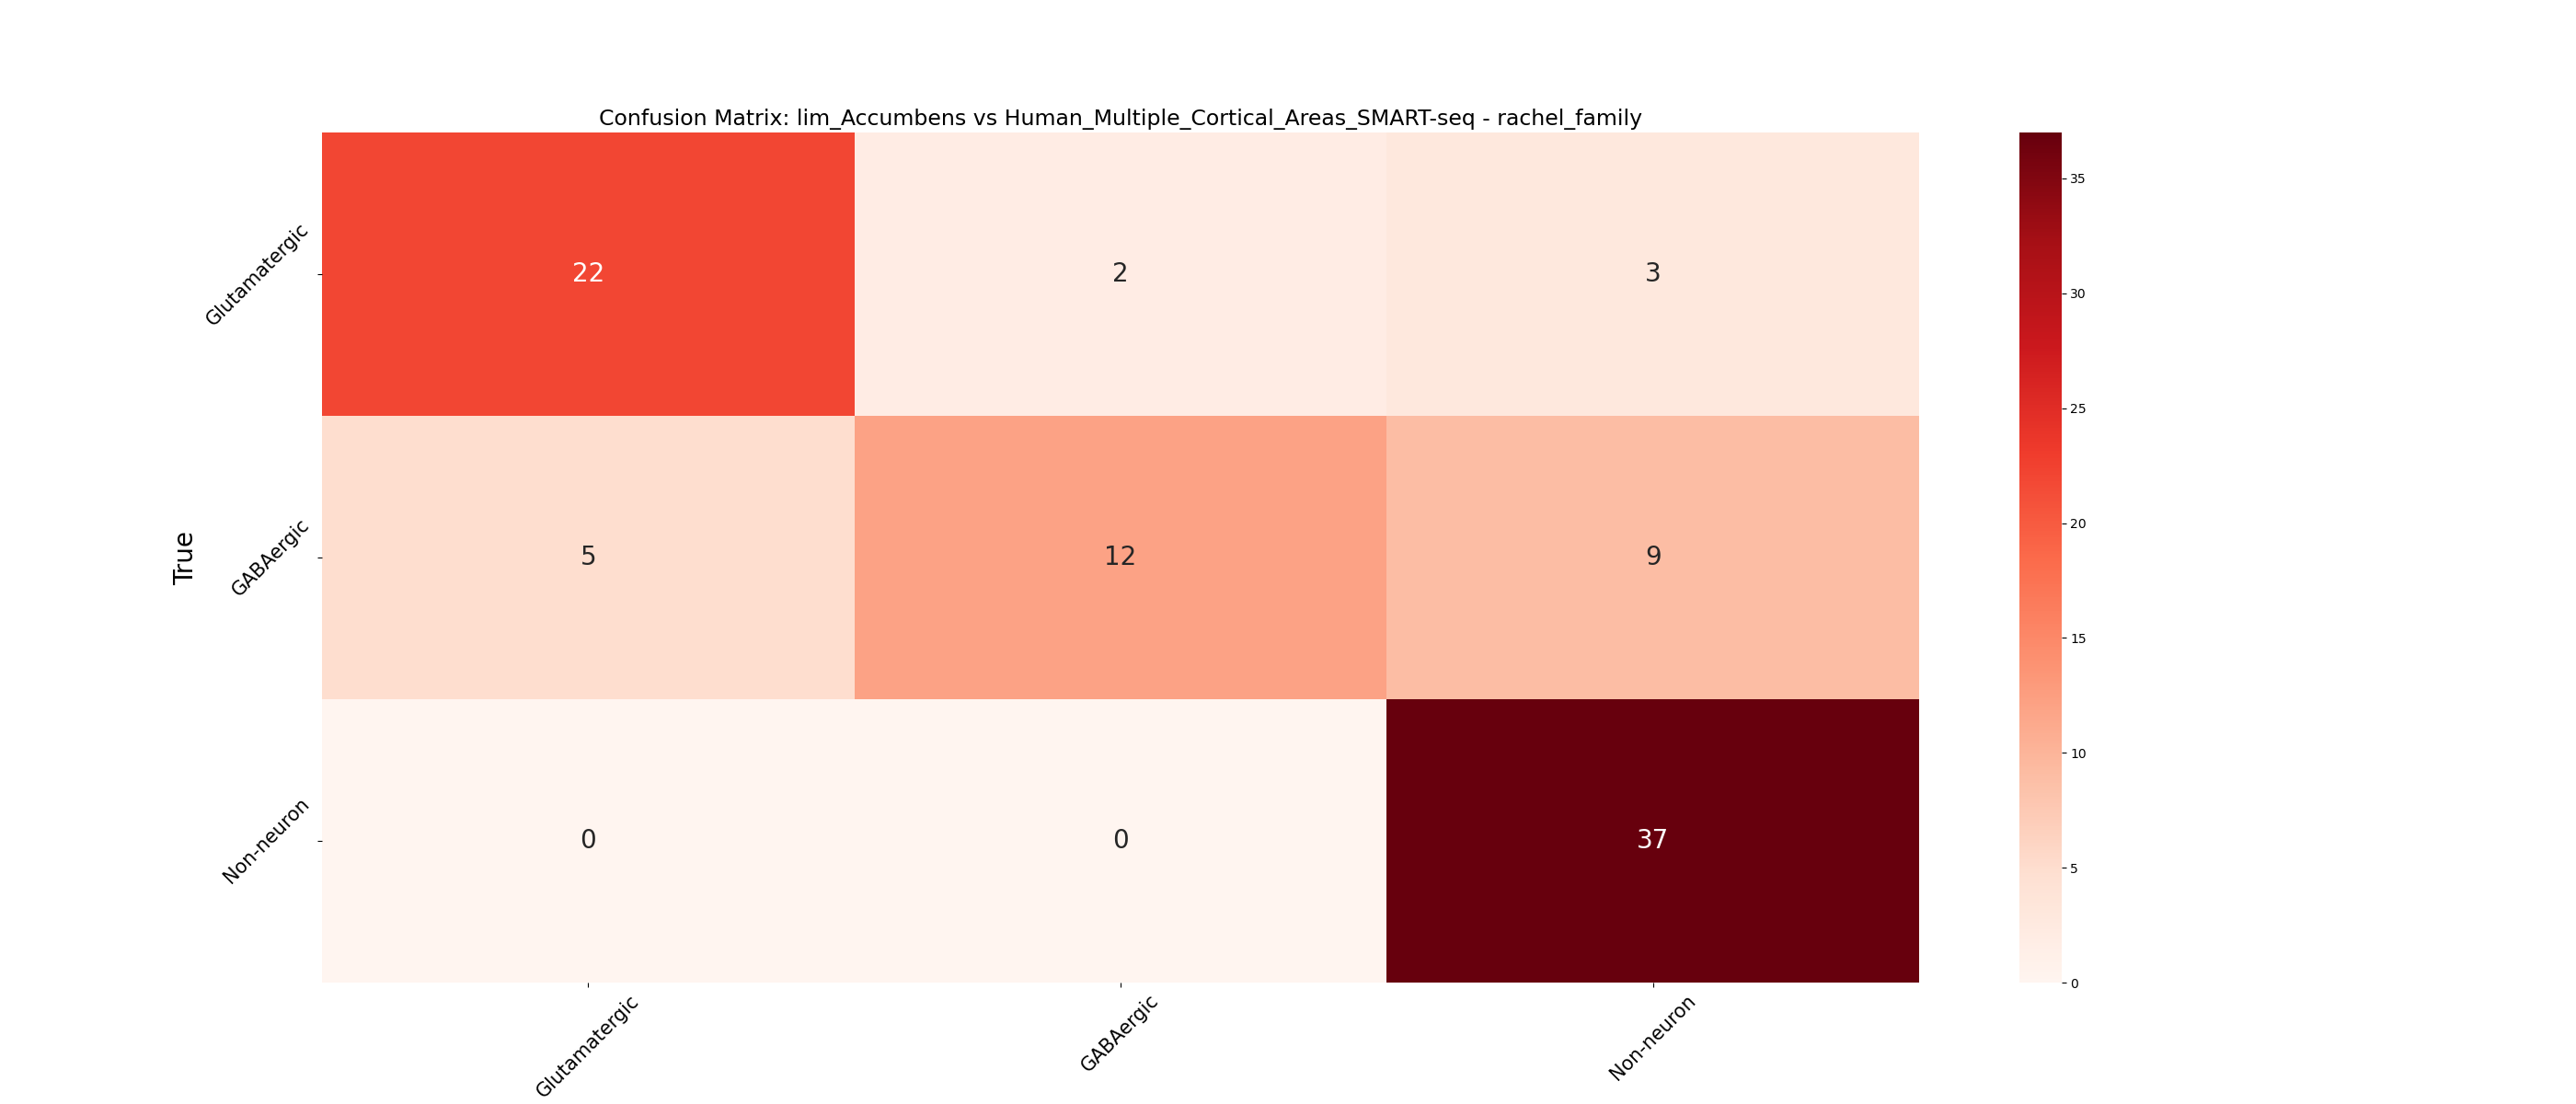 Confusion Matrix: lim_Accumbens vs Human_Multiple_Cortical_Areas_SMART-seq - rachel_family
True
Glutamatergic
22 2 3
GABAergic
5 12 9
Non-neuron
0 0 37
Glutamatergic GABAergic Non-neuron
35
30
25
20
15
10
5
0